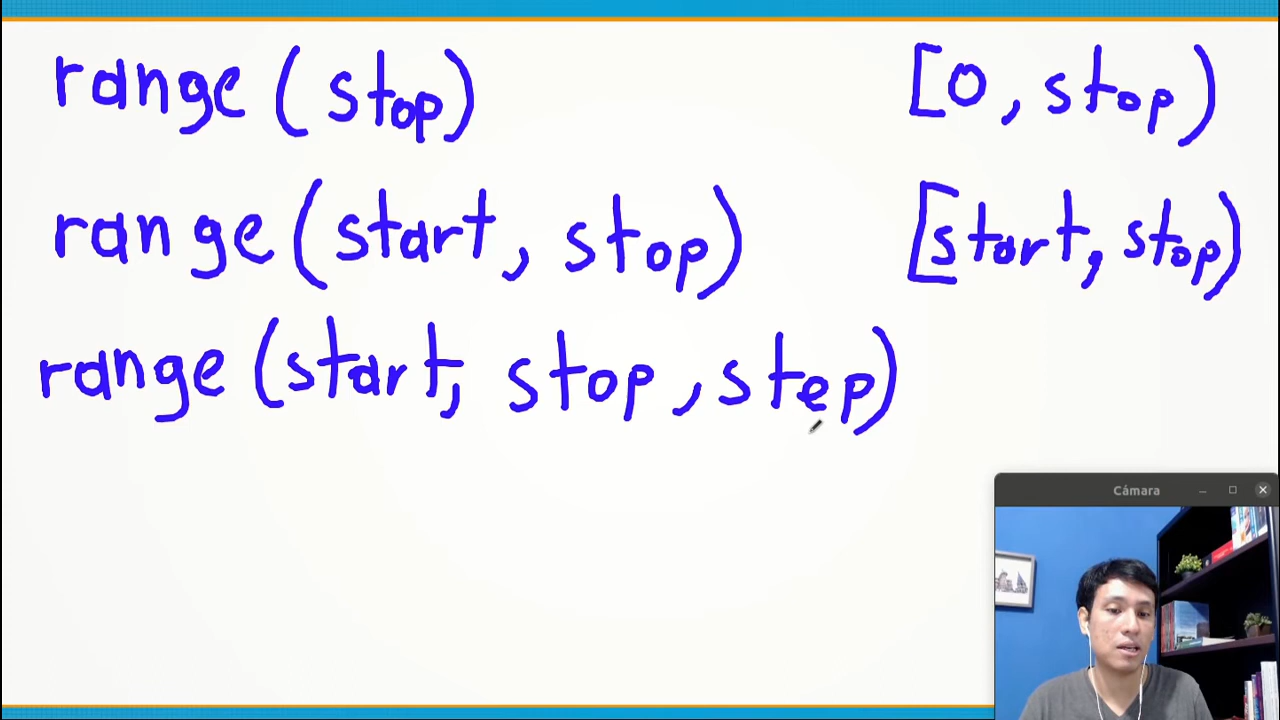 range(stop) [0, stop)
range(start, stop) [start, stop)
range(start, stop, step)
Cámara